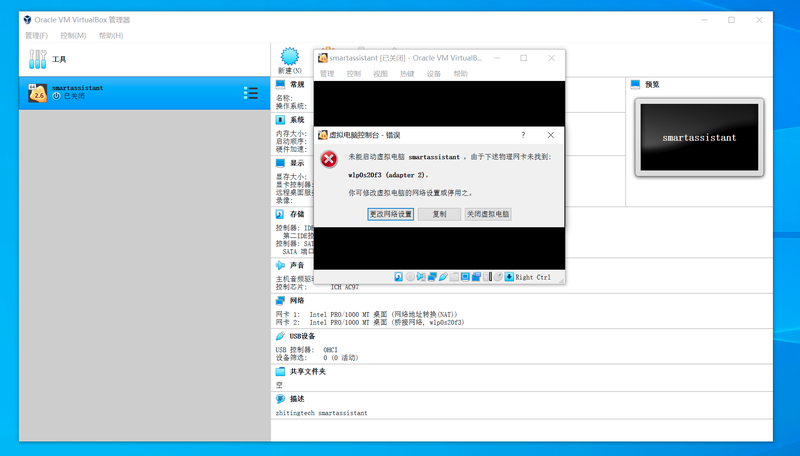 Oracle VM VirtualBox 管理器
管理(F) 控制(M) 帮助(H)
工具
新建(N)
smartassistant
已关闭
64
2.6
常规
名称:
操作系统:
系统
内存大小:
启动顺序:
硬件加速:
显示
显存大小:
显卡控制器:
远程桌面服
录像:
存储
控制器: IDE
第二IDE控
控制器: SAT
SATA 端口
声音
主机音频驱动
控制芯片: ICH AC97
网络
网卡 1: Intel PRO/1000 MT 桌面 (网络地址转换(NAT))
网卡 2: Intel PRO/1000 MT 桌面 (桥接网络, wlp0s20f3)
USB设备
USB 控制器: OHCI
设备筛选: 0 (0 活动)
共享文件夹
空
描述
zhitingtech smartassistant
预览
smartassistant
smartassistant [已关闭] - Oracle VM VirtualB...
管理 控制 视图 热键 设备 帮助
虚拟电脑控制台 - 错误
未能启动虚拟电脑 smartassistant ，由于下述物理网卡未找到:
wlp0s20f3 (adapter 2)。
你可修改虚拟电脑的网络设置或停用之。
更改网络设置 复制 关闭虚拟电脑
Right Ctrl